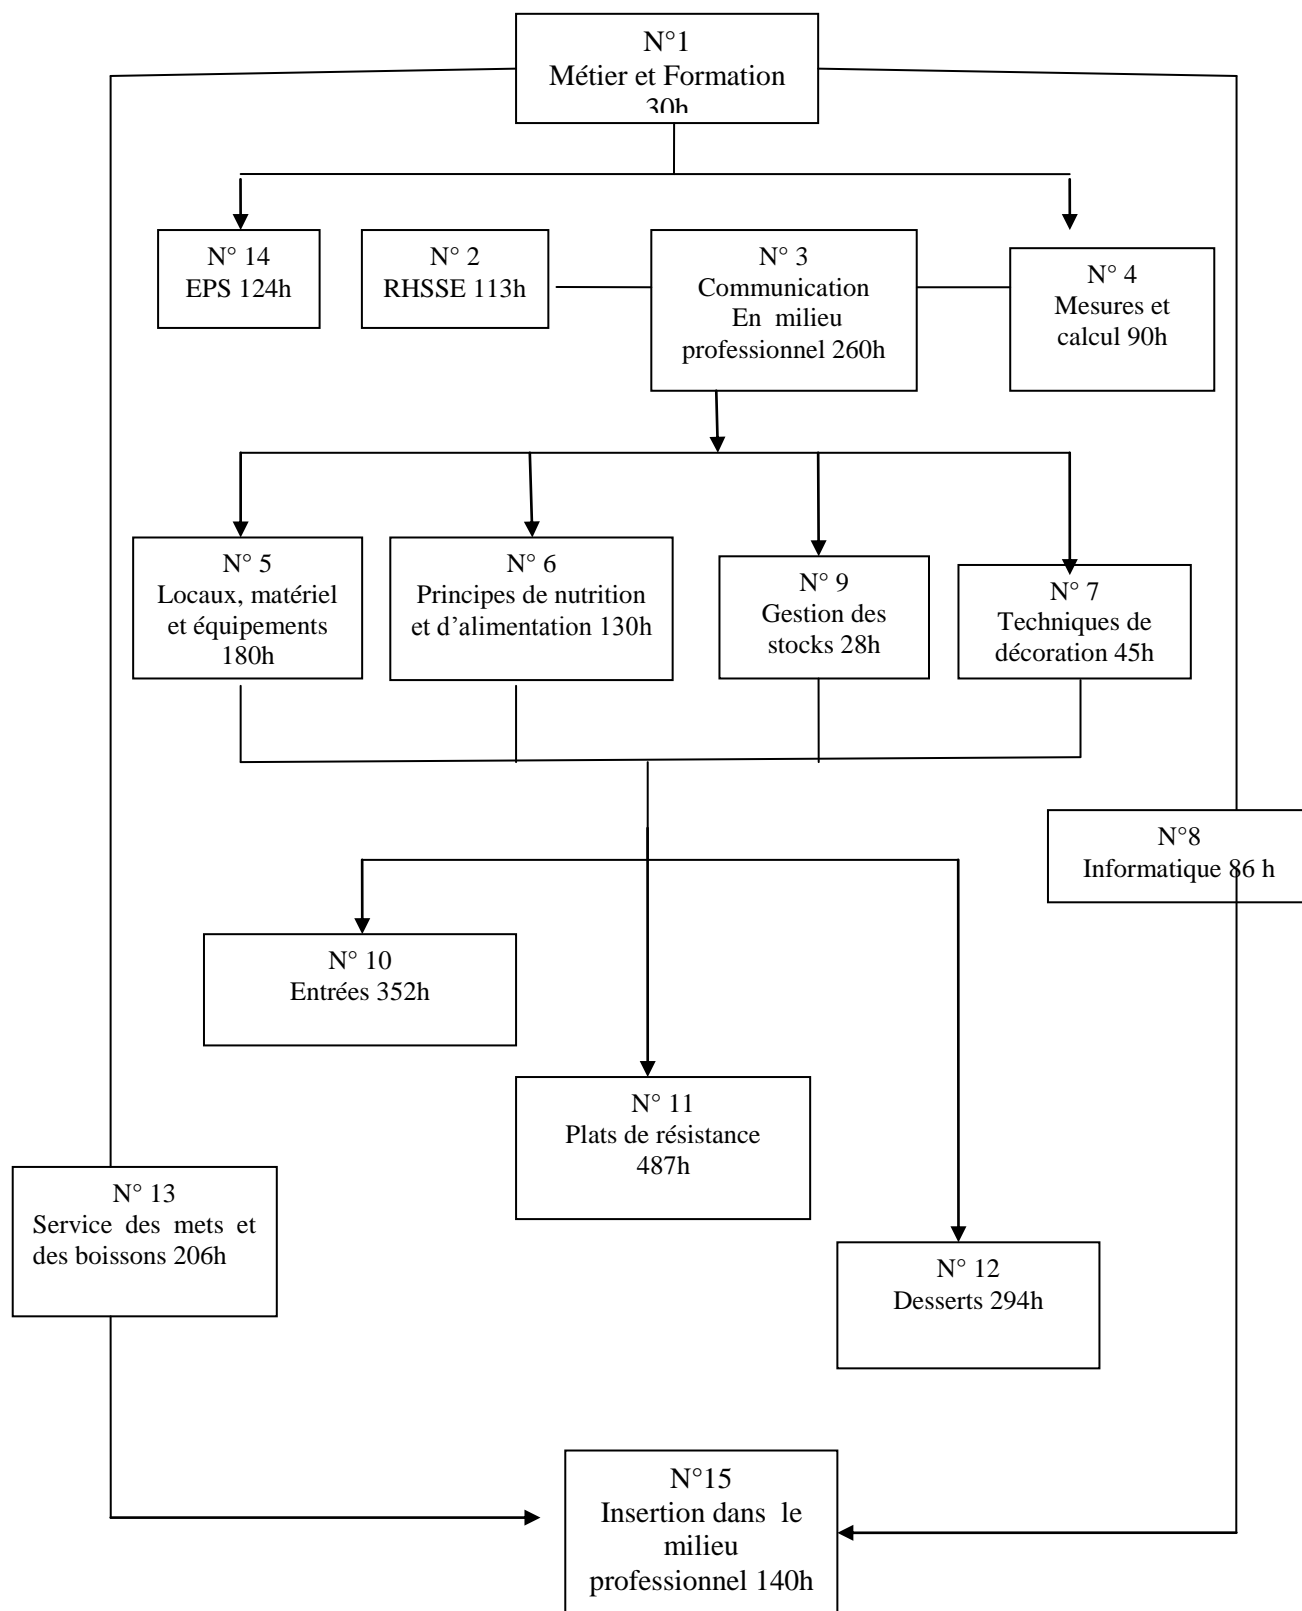 N°1
Métier et Formation
30h
N° 14
EPS 124h
N° 2
RHSSE 113h
N° 3
Communication
En milieu
professionnel 260h
N° 4
Mesures et
calcul 90h
N° 5
Locaux, matériel
et équipements
180h
N° 6
Principes de nutrition
et d’alimentation 130h
N° 9
Gestion des
stocks 28h
N° 7
Techniques de
décoration 45h
N°8
Informatique 86 h
N° 10
Entrées 352h
N° 11
Plats de résistance
487h
N° 13
Service des mets et
des boissons 206h
N° 12
Desserts 294h
N°15
Insertion dans le
milieu
professionnel 140h